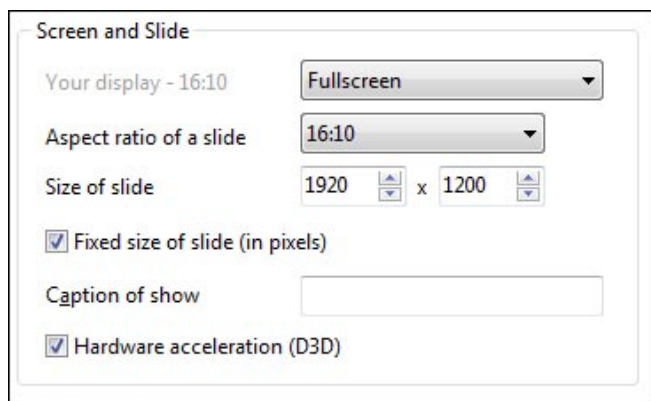 Screen and Slide
Your display - 16:10 Fullscreen
Aspect ratio of a slide 16:10
Size of slide 1920 x 1200
Fixed size of slide (in pixels)
Caption of show
Hardware acceleration (D3D)